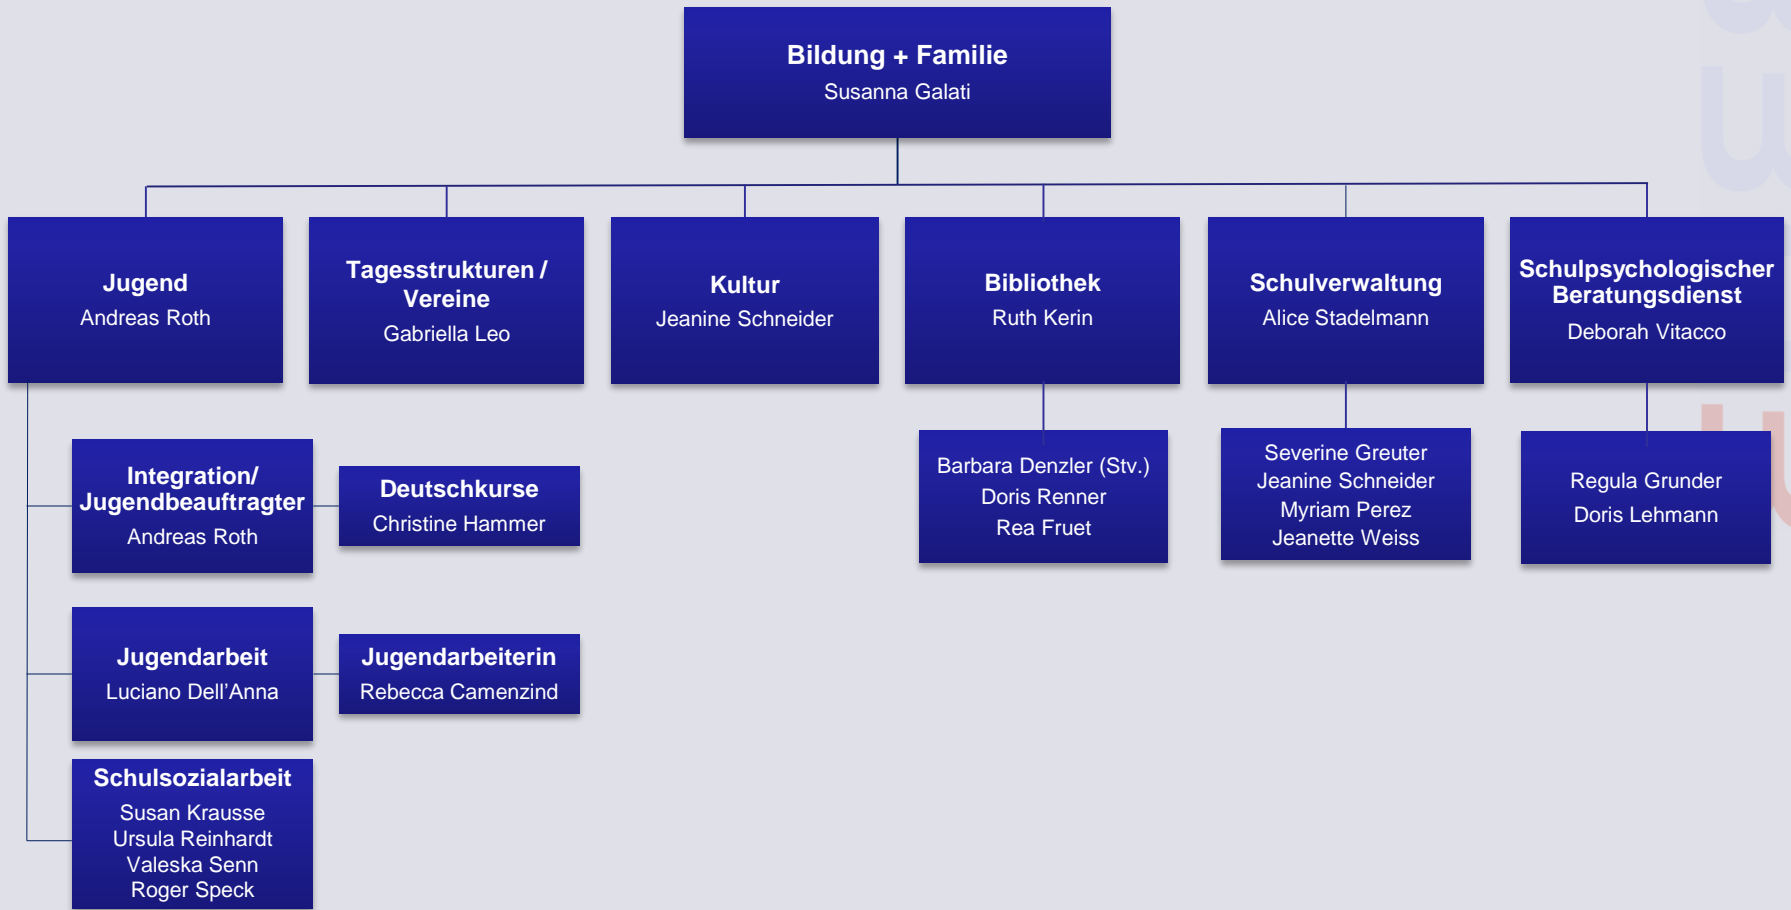 Bildung + Familie
Susanna Galati
Jugend
Andreas Roth
Tagesstrukturen /
Vereine
Gabriella Leo
Kultur
Jeanine Schneider
Bibliothek
Ruth Kerin
Schulverwaltung
Alice Stadelmann
Schulpsychologischer
Beratungsdienst
Deborah Vitacco
Integration/
Jugendbeauftragter
Andreas Roth
Deutschkurse
Christine Hammer
Barbara Denzler (Stv.)
Doris Renner
Rea Fruet
Severine Greuter
Jeanine Schneider
Myriam Perez
Jeanette Weiss
Regula Grunder
Doris Lehmann
Jugendarbeit
Luciano Dell’Anna
Jugendarbeiterin
Rebecca Camenzind
Schulsozialarbeit
Susan Krausse
Ursula Reinhardt
Valeska Senn
Roger Speck